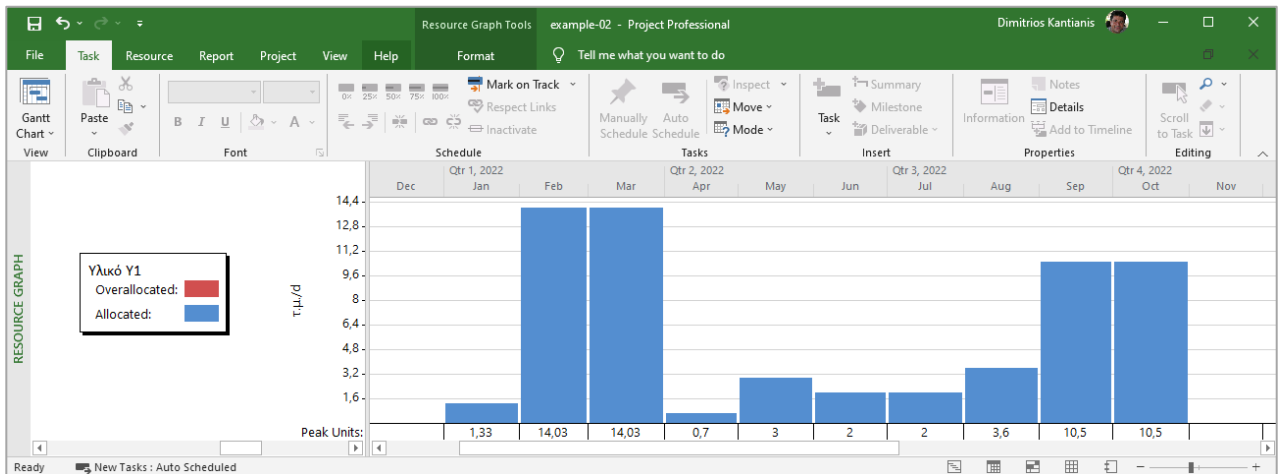 Resource Graph Tools example-02 - Project Professional Dimitrios Kantianis
File Task Resource Report Project View Help Format Tell me what you want to do
Gantt Chart
Paste
B I U A
0× 25× 50× 75× 100×
Mark on Track
Respect Links
Inactivate
Manually Schedule
Auto Schedule
Inspect
Move
Mode
Task
Summary
Milestone
Deliverable
Information
Notes
Details
Add to Timeline
Scroll to Task
View Clipboard Font Schedule Tasks Insert Properties Editing
Qtr 1, 2022 Qtr 2, 2022 Qtr 3, 2022 Qtr 4, 2022
Dec Jan Feb Mar Apr May Jun Jul Aug Sep Oct Nov
RESOURCE GRAPH
Υλικό Υ1
Overallocated:
Allocated:
14,4
12,8
11,2
9,6
8
6,4
4,8
3,2
1,6
Peak Units: 1,33 14,03 14,03 0,7 3 2 2 3,6 10,5 10,5
Ready New Tasks : Auto Scheduled